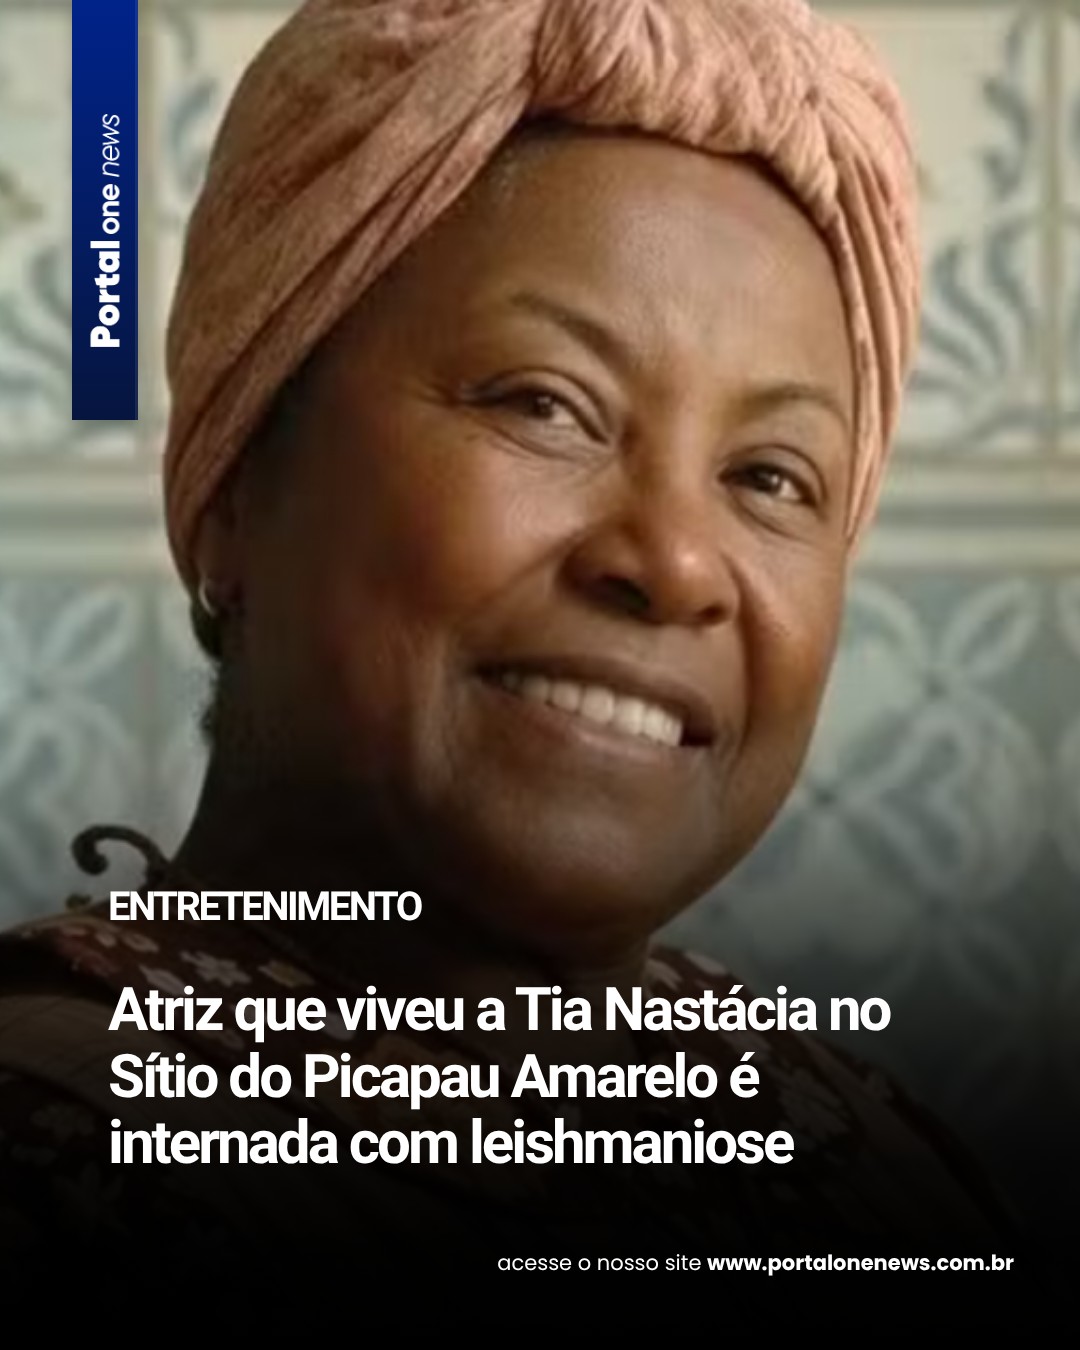 Portal one news
ENTRETENIMENTO
Atriz que viveu a Tia Nastácia no
Sítio do Picapau Amarelo é
internada com leishmaniose
acesse o nosso site www.portalonenews.com.br